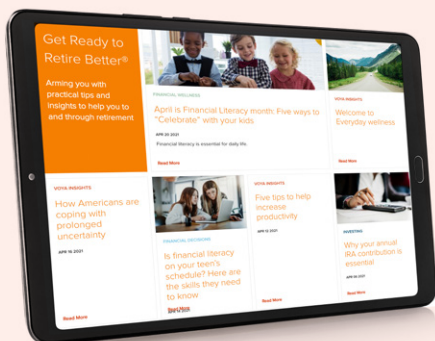 Get Ready to
Retire Better®
Arming you with
practical tips and
insights to help you to
and through retirement
FINANCIAL WELLNESS
April is Financial Literacy month: Five ways to
“Celebrate” with your kids
APR 20 2021
Financial literacy is essential for daily life.
Read More
VOYA INSIGHTS
Welcome to
Everyday wellness
Read More
VOYA INSIGHTS
How Americans are
coping with
prolonged
uncertainty
APR 16 2021
Read More
FINANCIAL DECISIONS
Is financial literacy
on your teen's
schedule? Here are
the skills they need
to know
Read More
VOYA INSIGHTS
Five tips to help
increase
productivity
Read More
INVESTING
Why your annual
IRA contribution is
essential
Read More